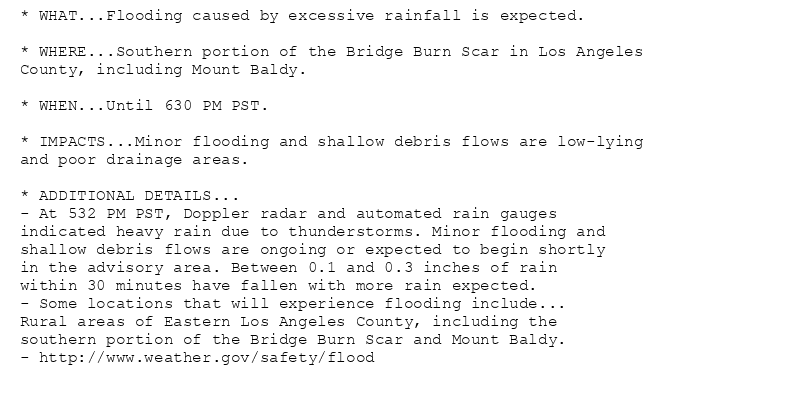 * WHAT...Flooding caused by excessive rainfall is expected.
* WHERE...Southern portion of the Bridge Burn Scar in Los Angeles
County, including Mount Baldy.
* WHEN...Until 630 PM PST.
* IMPACTS...Minor flooding and shallow debris flows are low-lying
and poor drainage areas.
* ADDITIONAL DETAILS...
- At 532 PM PST, Doppler radar and automated rain gauges
indicated heavy rain due to thunderstorms. Minor flooding and
shallow debris flows are ongoing or expected to begin shortly
in the advisory area. Between 0.1 and 0.3 inches of rain
within 30 minutes have fallen with more rain expected.
- Some locations that will experience flooding include...
Rural areas of Eastern Los Angeles County, including the
southern portion of the Bridge Burn Scar and Mount Baldy.
- http://www.weather.gov/safety/flood